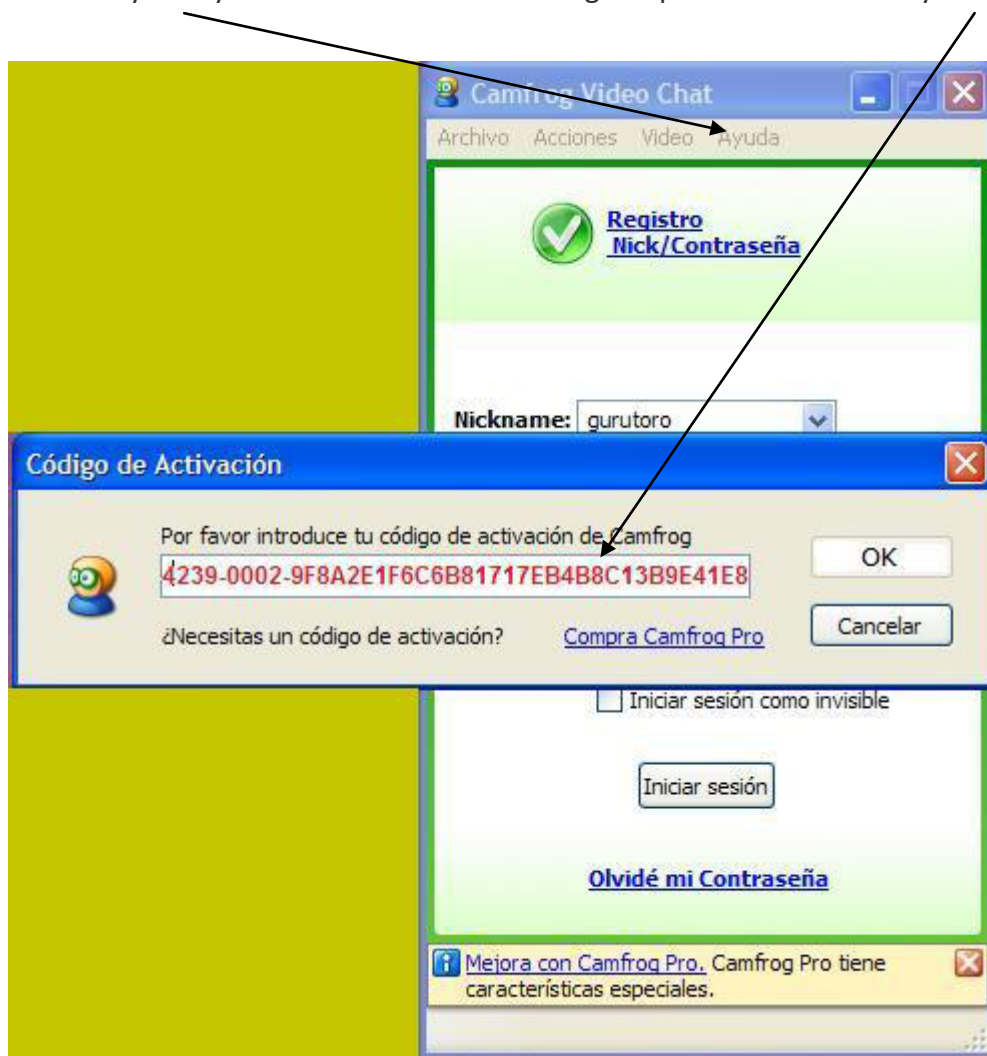 Camfrog Video Chat
Archivo Acciones Video Ayuda
Registro
Nick/Contraseña
Nickname: gurutoro
Código de Activación
Por favor introduce tu código de activación de Camfrog
4239-0002-9F8A2E1F6C6B81717EB4B8C13B9E41E8
OK
¿Necesitas un código de activación? Compra Camfrog Pro
Cancelar
Iniciar sesión como invisible
Iniciar sesión
Olvidé mi Contraseña
Mejora con Camfrog Pro. Camfrog Pro tiene
características especiales.